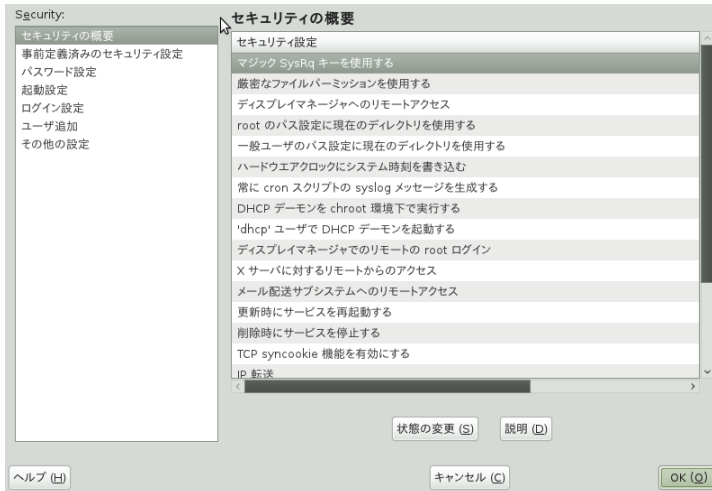 Security:
セキュリティの概要
事前定義済みのセキュリティ設定
パスワード設定
起動設定
ログイン設定
ユーザ追加
その他の設定
セキュリティの概要
セキュリティ設定
マジック SysRq キーを使用する
厳密なファイルパーミッションを使用する
ディスプレイマネージャへのリモートアクセス
root のパス設定に現在のディレクトリを使用する
一般ユーザのパス設定に現在のディレクトリを使用する
ハードウエアクロックにシステム時刻を書き込む
常に cron スクリプトの syslog メッセージを生成する
DHCP デーモンを chroot 環境下で実行する
'dhcp' ユーザで DHCP デーモンを起動する
ディスプレイマネージャでのリモートの root ログイン
X サーバに対するリモートからのアクセス
メール配送サブシステムへのリモートアクセス
更新時にサービスを再起動する
削除時にサービスを停止する
TCP syncookie 機能を有効にする
IP 転送
状態の変更 (S)
説明 (D)
ヘルプ (H)
キャンセル (C)
OK (O)